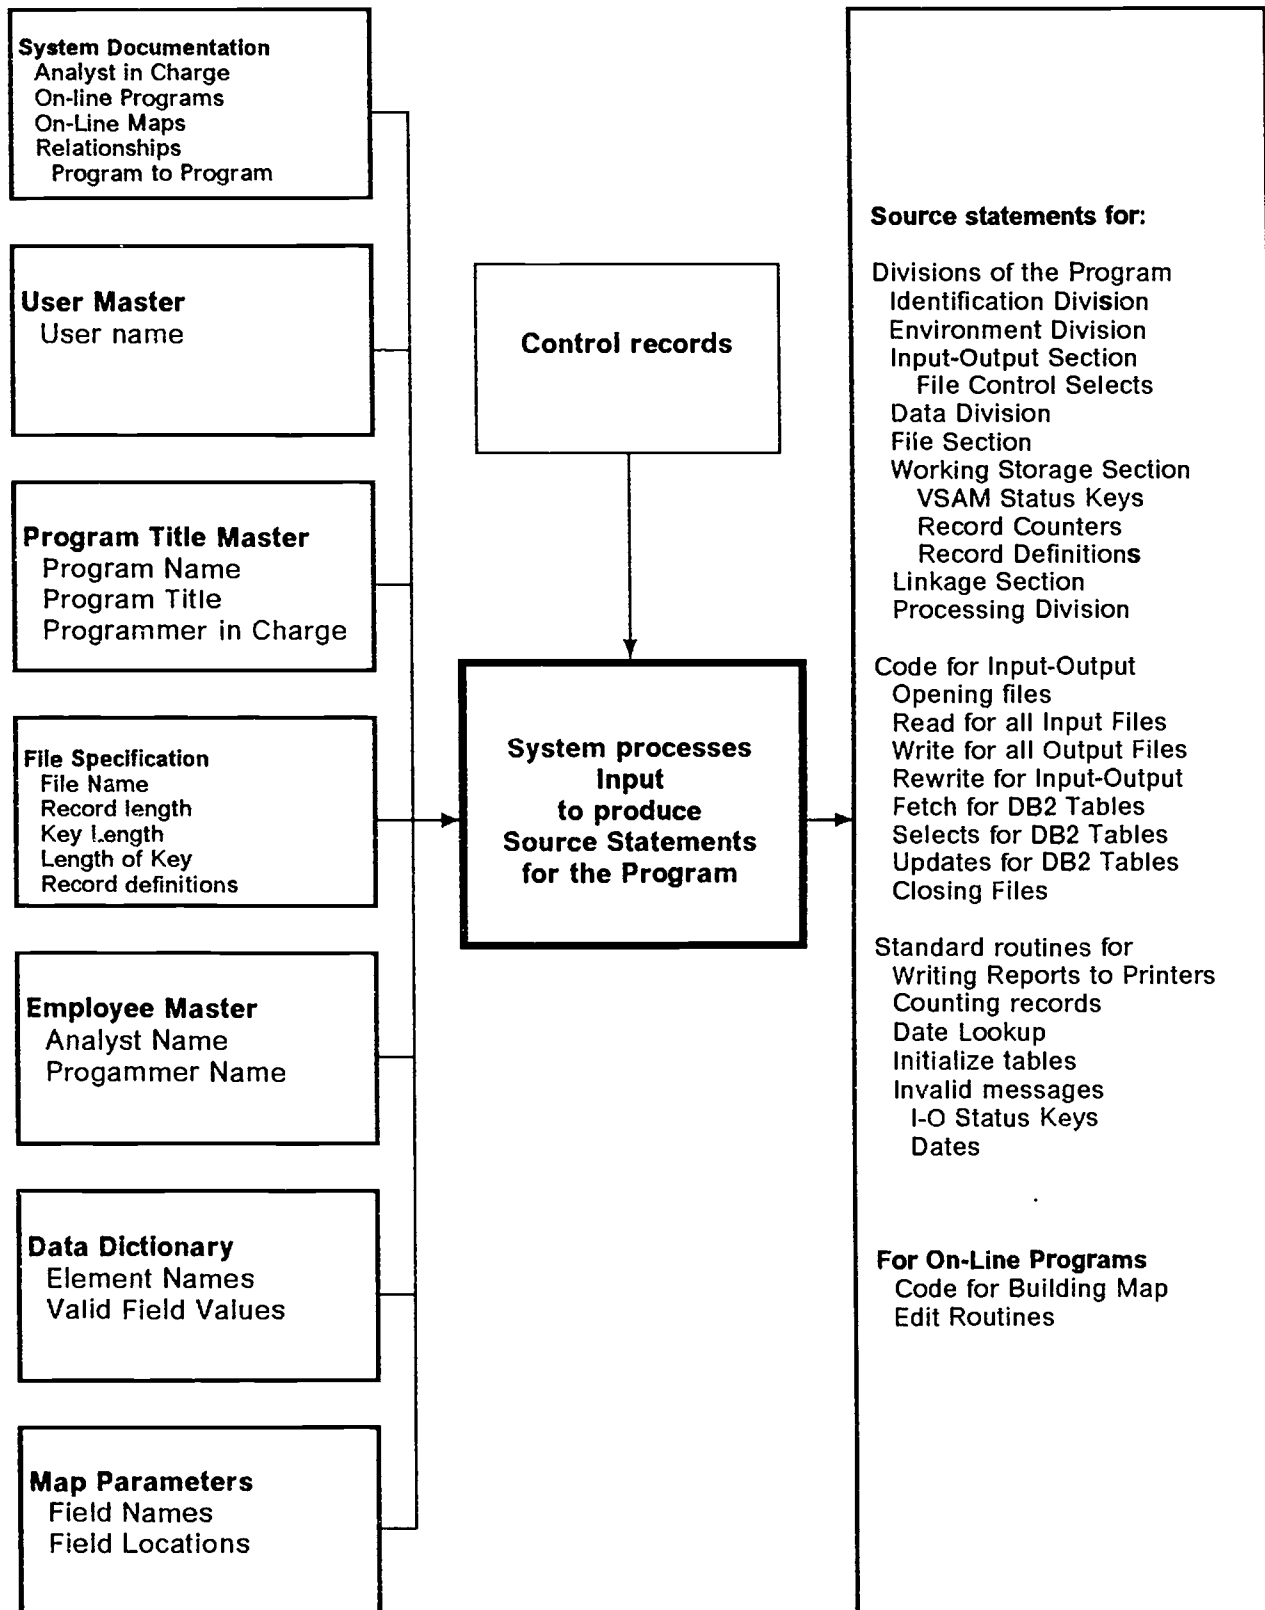 System Documentation
Analyst in Charge
On-line Programs
On-Line Maps
Relationships
Program to Program
User Master
User name
Program Title Master
Program Name
Program Title
Programmer in Charge
File Specification
File Name
Record length
Key Length
Length of Key
Record definitions
Employee Master
Analyst Name
Progammer Name
Data Dictionary
Element Names
Valid Field Values
Map Parameters
Field Names
Field Locations
Control records
System processes
Input
to produce
Source Statements
for the Program
Source statements for:
Divisions of the Program
Identification Division
Environment Division
Input-Output Section
File Control Selects
Data Division
File Section
Working Storage Section
VSAM Status Keys
Record Counters
Record Definitions
Linkage Section
Processing Division
Code for Input-Output
Opening files
Read for all Input Files
Write for all Output Files
Rewrite for Input-Output
Fetch for DB2 Tables
Selects for DB2 Tables
Updates for DB2 Tables
Closing Files
Standard routines for
Writing Reports to Printers
Counting records
Date Lookup
Initialize tables
Invalid messages
I-O Status Keys
Dates
For On-Line Programs
Code for Building Map
Edit Routines